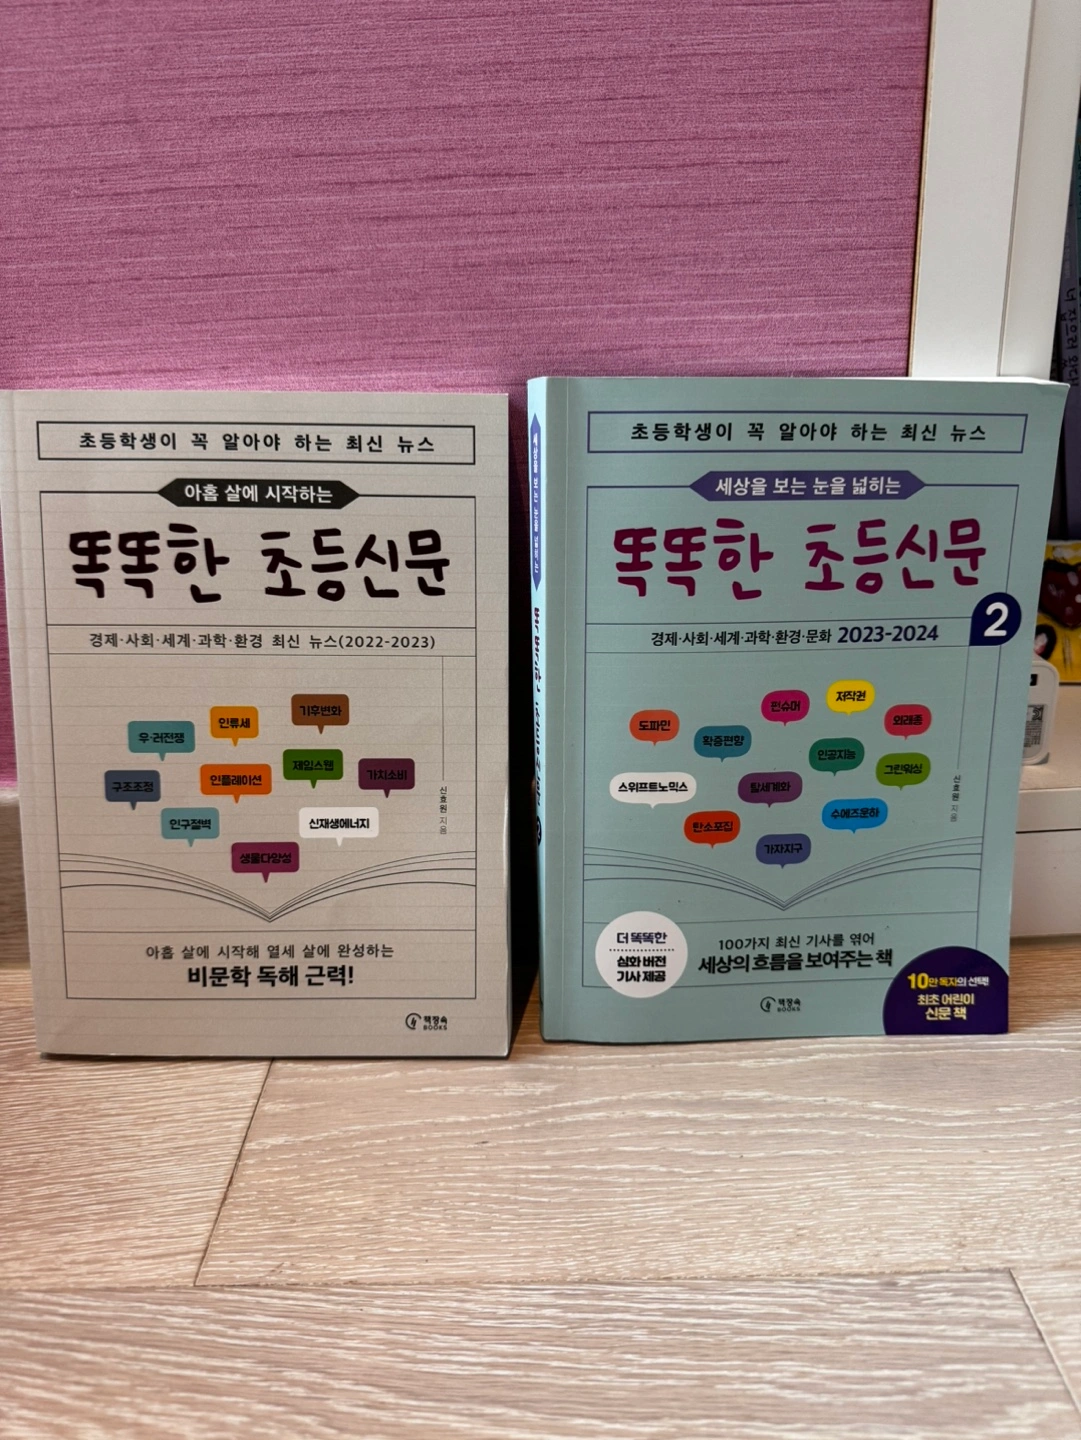 초등학생이 꼭 알아야 하는 최신 뉴스
아홉 살에 시작하는
똑똑한 초등신문
경제·사회·세계·과학·환경 최신 뉴스(2022-2023)
기후변화
인류세
우·러전쟁
제임스웹
가치소비
인플레이션
구조조정
인구절벽
신재생에너지
생물다양성
신효원 지음
아홉 살에 시작해 열세 살에 완성하는
비문학 독해 근력!
책장속
BOOKS
세상을 보는 눈을 넓히는
초등학생이 꼭 알아야 하는 최신 뉴스
세상을 보는 눈을 넓히는
똑똑한 초등신문
2
경제·사회·세계·과학·환경·문화 2023-2024
저작권
핀슈머
외래종
도파민
확증편향
인공지능
그린워싱
스위프트노믹스
탈세계화
수에즈운하
탄소포집
가자지구
신효원 지음
더 똑똑한
심화 버전
기사 제공
100가지 최신 기사를 엮어
세상의 흐름을 보여주는 책
책장속
BOOKS
10만 독자의 선택!
최초 어린이
신문 책